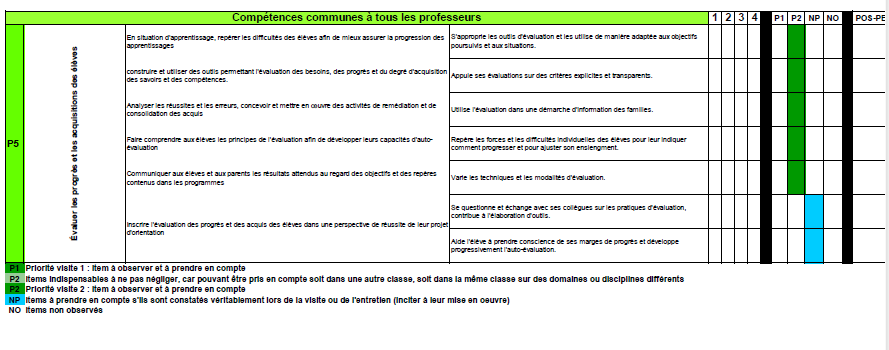 Compétences communes à tous les professeurs 1 2 3 4 P1 P2 NP NO POS-PE
P5
Évaluer les progrès et les acquisitions des élèves
En situation d'apprentissage, repérer les difficultés des élèves afin de mieux assurer la progression des
apprentissages
construire et utiliser des outils permettant l'évaluation des besoins, des progrès et du degré d'acquisition
des savoirs et des compétences.
Analyser les réussites et les erreurs, concevoir et mettre en œuvre des activités de remédiation et de
consolidation des acquis
Faire comprendre aux élèves les principes de l'évaluation afin de développer leurs capacités d'auto-
évaluation
Communiquer aux élèves et aux parents les résultats attendus au regard des objectifs et des repères
contenus dans les programmes
Inscrire l'évaluation des progrès et des acquis des élèves dans une perspective de réussite de leur projet
d'orientation
S'approprie les outils d'évaluation et les utilise de manière adaptée aux objectifs
poursuivis et aux situations.
Appuie ses évaluations sur des critères explicites et transparents.
Utilise l'évaluation dans une démarche d'information des familles.
Repère les forces et les difficultés individuelles des élèves pour leur indiquer
comment progresser et pour ajuster son enseigment.
Varie les techniques et les modalités d'évaluation.
Se questionne et échange avec ses collègues sur les pratiques d'évaluation,
contribue à l'élaboration d'outils.
Aide l'élève à prendre conscience de ses marges de progrès et développe
progressivement l'auto-évaluation.
P1 Priorité visite 1 : Item à observer et à prendre en compte
P2 Items indispensables à ne pas négliger, car pouvant être pris en compte soit dans une autre classe, soit dans la même classe sur des domaines ou disciplines différents
P2 Priorité visite 2 : Item à observer et à prendre en compte
NP Items à prendre en compte s'ils sont constatés véritablement lors de la visite ou de l'entretien (inciter à leur mise en oeuvre)
NO Items non observés